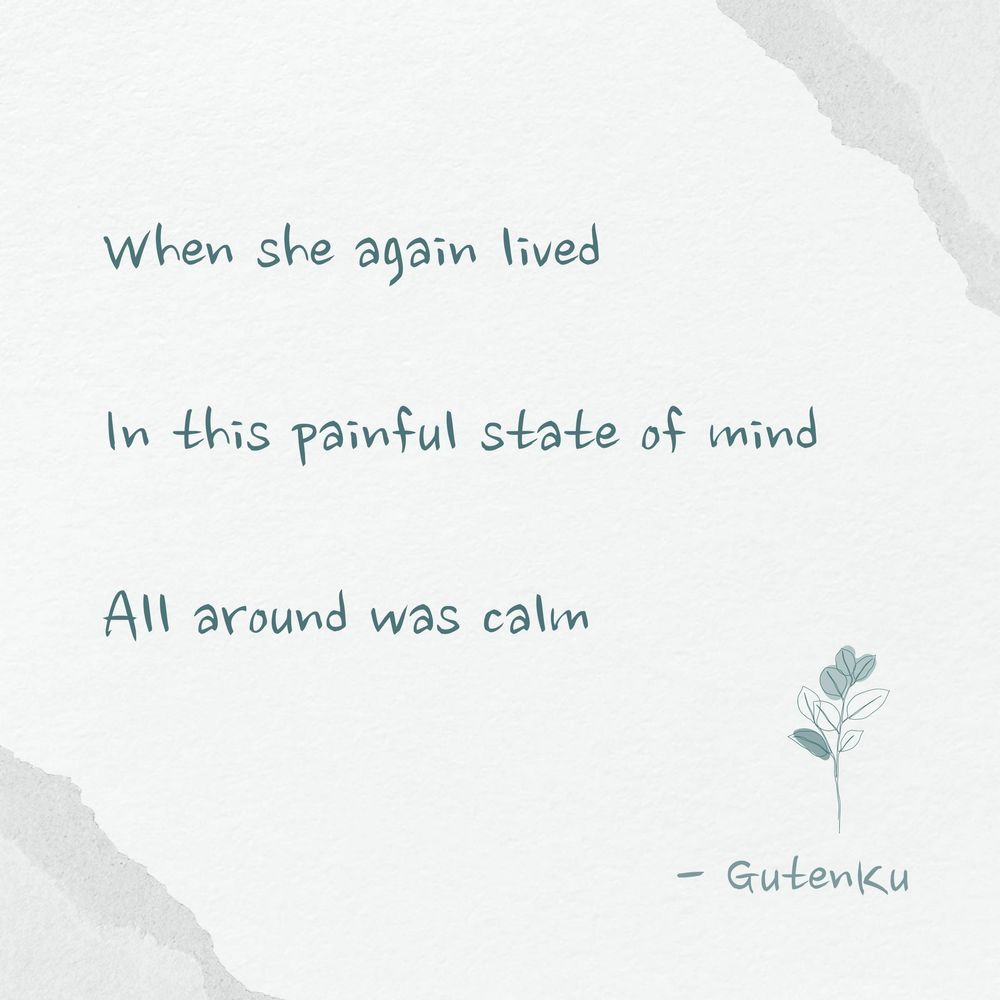 When she again lived
In this painful state of mind
All around was calm
- Gutenku